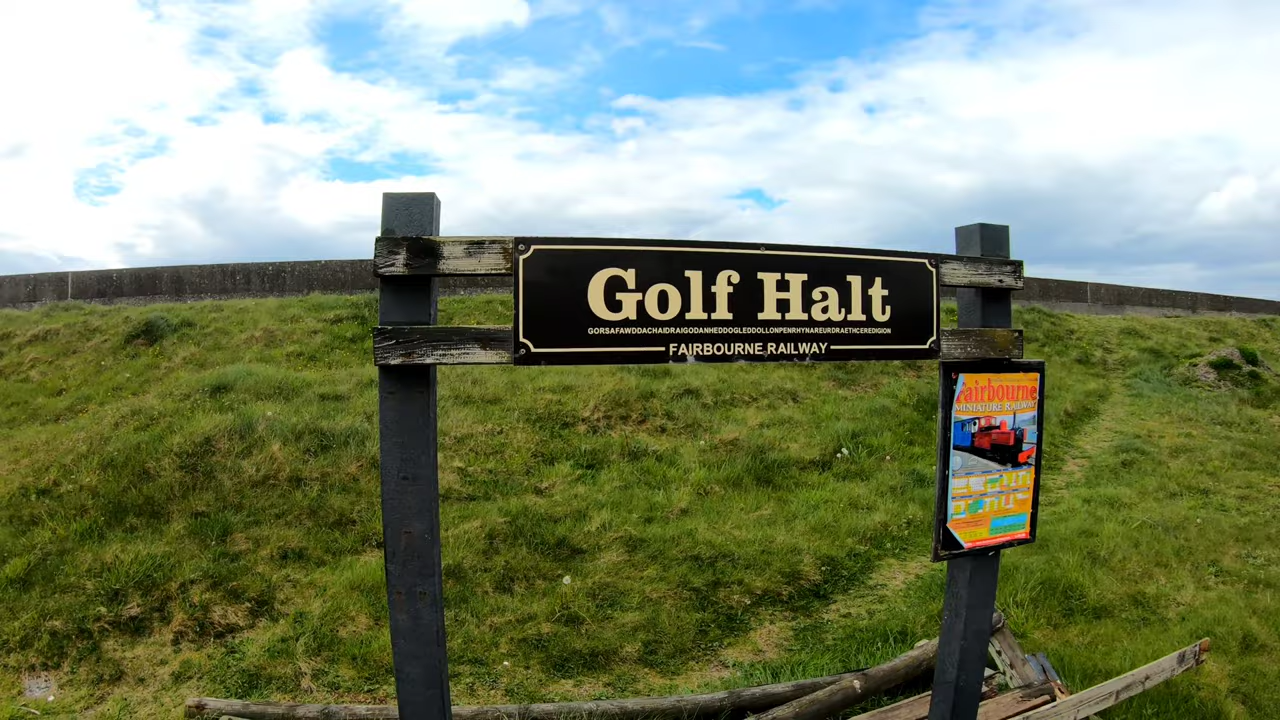 Golf Halt
GORSAFAWDDACHAIDRAIGODANHEDDOGLEDDOLLONPENRHYNAREURDRAETHCEREDIGION
FAIRBOURNE RAILWAY
Fairbourne
MINIATURE RAILWAY